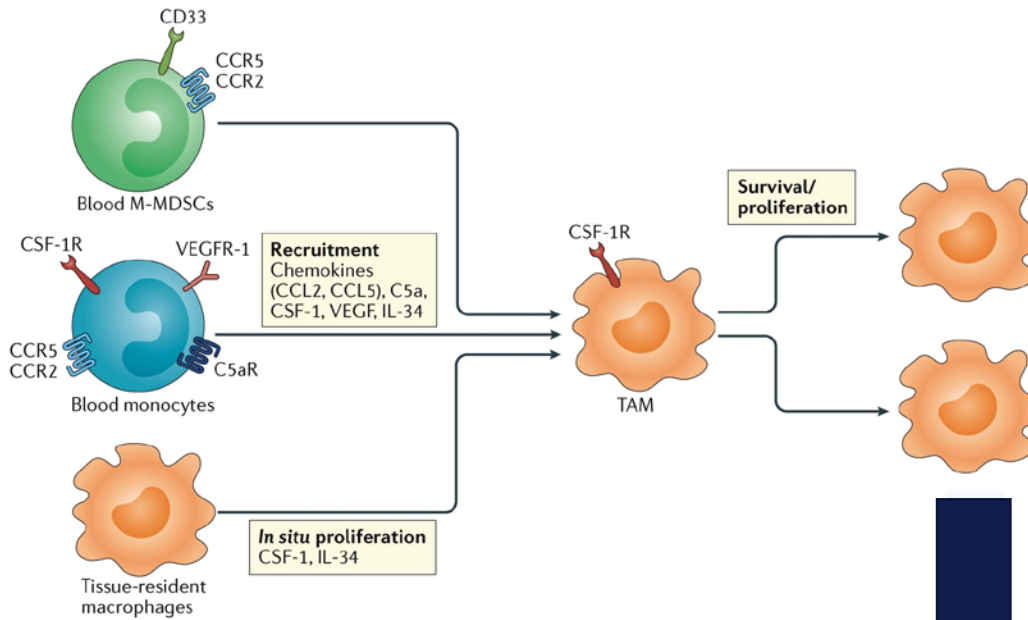 CD33
CCR5
CCR2
Blood M-MDSCs
CSF-1R
VEGFR-1
CCR5
CCR2
C5aR
Blood monocytes
Recruitment
Chemokines
(CCL2, CCL5), C5a,
CSF-1, VEGF, IL-34
Tissue-resident
macrophages
In situ proliferation
CSF-1, IL-34
CSF-1R
TAM
Survival/
proliferation